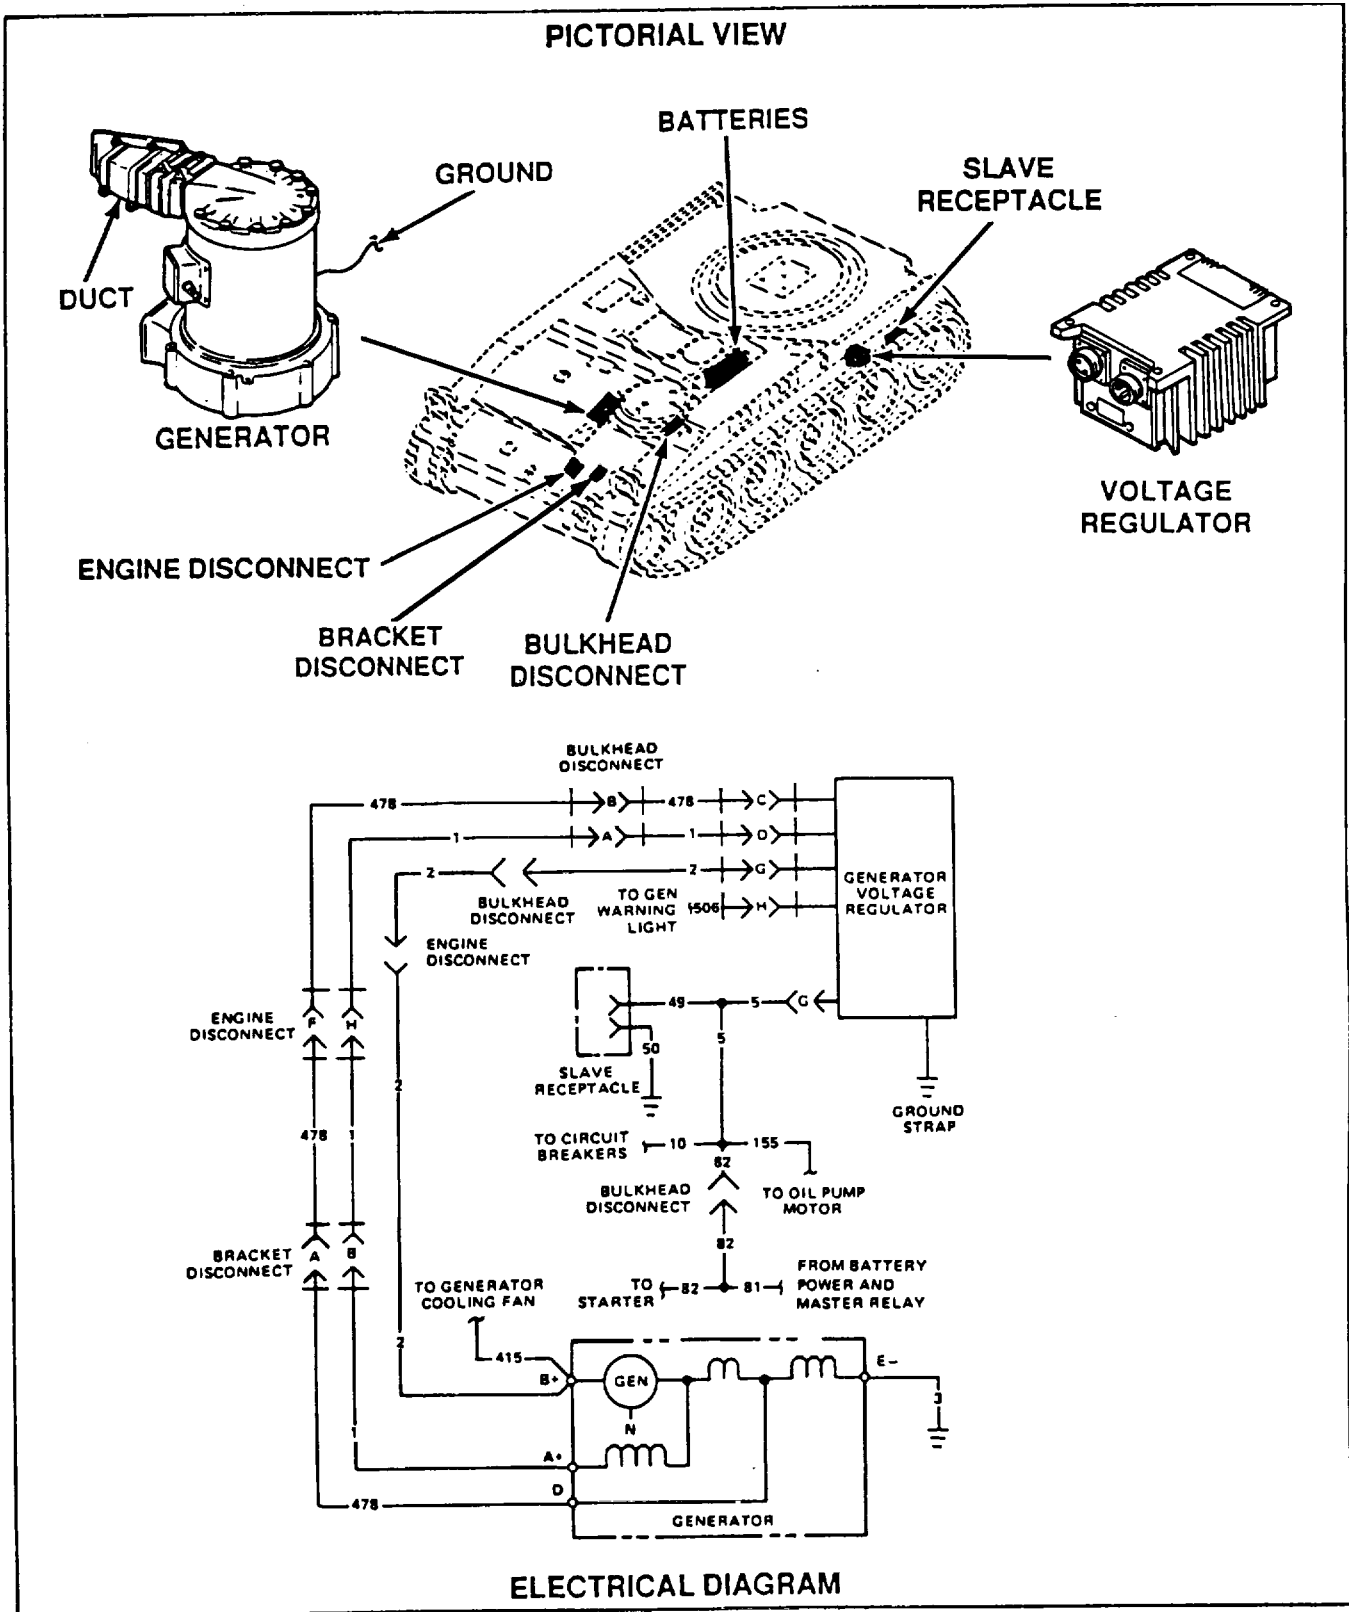 PICTORIAL VIEW
BATTERIES
GROUND
SLAVE
RECEPTACLE
DUCT
GENERATOR
VOLTAGE
REGULATOR
ENGINE DISCONNECT
BRACKET
DISCONNECT
BULKHEAD
DISCONNECT
BULKHEAD
DISCONNECT
478
B
478
C
1
A
1
D
2
2
G
BULKHEAD
DISCONNECT
TO GEN
WARNING
LIGHT
506
H
GENERATOR
VOLTAGE
REGULATOR
ENGINE
DISCONNECT
ENGINE
DISCONNECT
F
H
49
5
G
5
50
SLAVE
RECEPTACLE
2
GROUND
STRAP
478
1
TO CIRCUIT
BREAKERS
10
155
82
BULKHEAD
DISCONNECT
TO OIL PUMP
MOTOR
82
BRACKET
DISCONNECT
A
B
TO GENERATOR
COOLING FAN
TO
STARTER
82
81
FROM BATTERY
POWER AND
MASTER RELAY
2
415
B+
GEN
E-
3
N
1
A+
D
478
GENERATOR
ELECTRICAL DIAGRAM